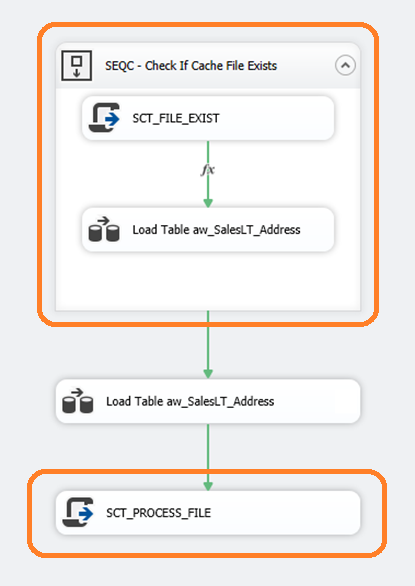 SEQC - Check If Cache File Exists
SCT_FILE_EXIST
fx
Load Table aw_SalesLT_Address
Load Table aw_SalesLT_Address
SCT_PROCESS_FILE